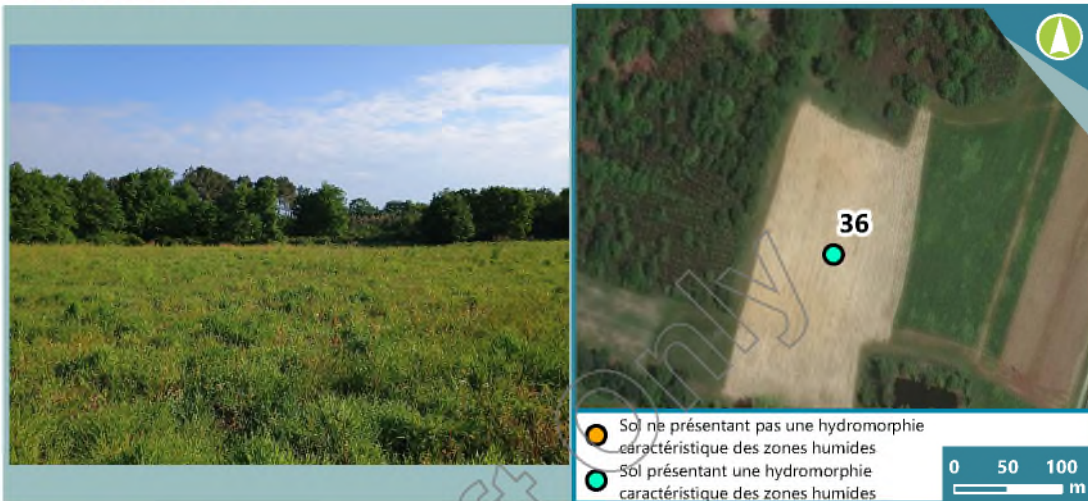 36
Sol ne présentant pas une hydromorphie
caractéristique des zones humides
Sol présentant une hydromorphie
caractéristique des zones humides
0 50 100
m
Only